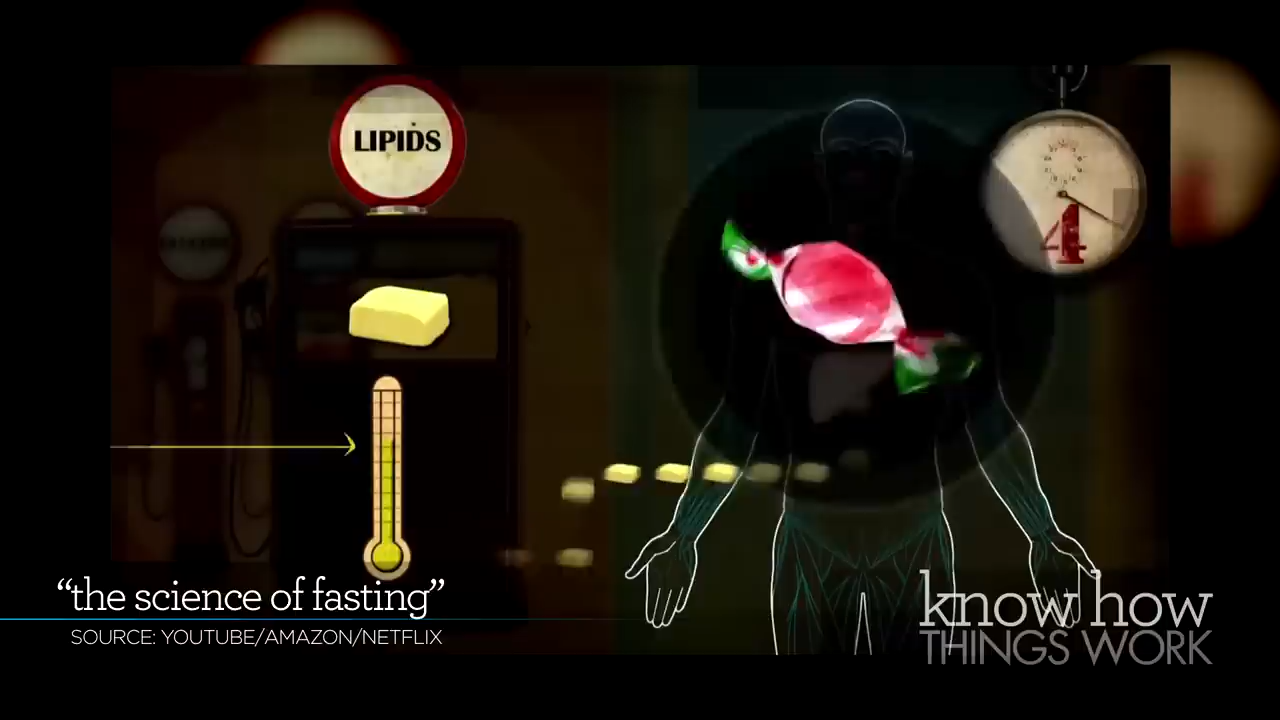 LIPIDS
4
“the science of fasting”
SOURCE: YOUTUBE/AMAZON/NETFLIX
know how
THINGS WORK